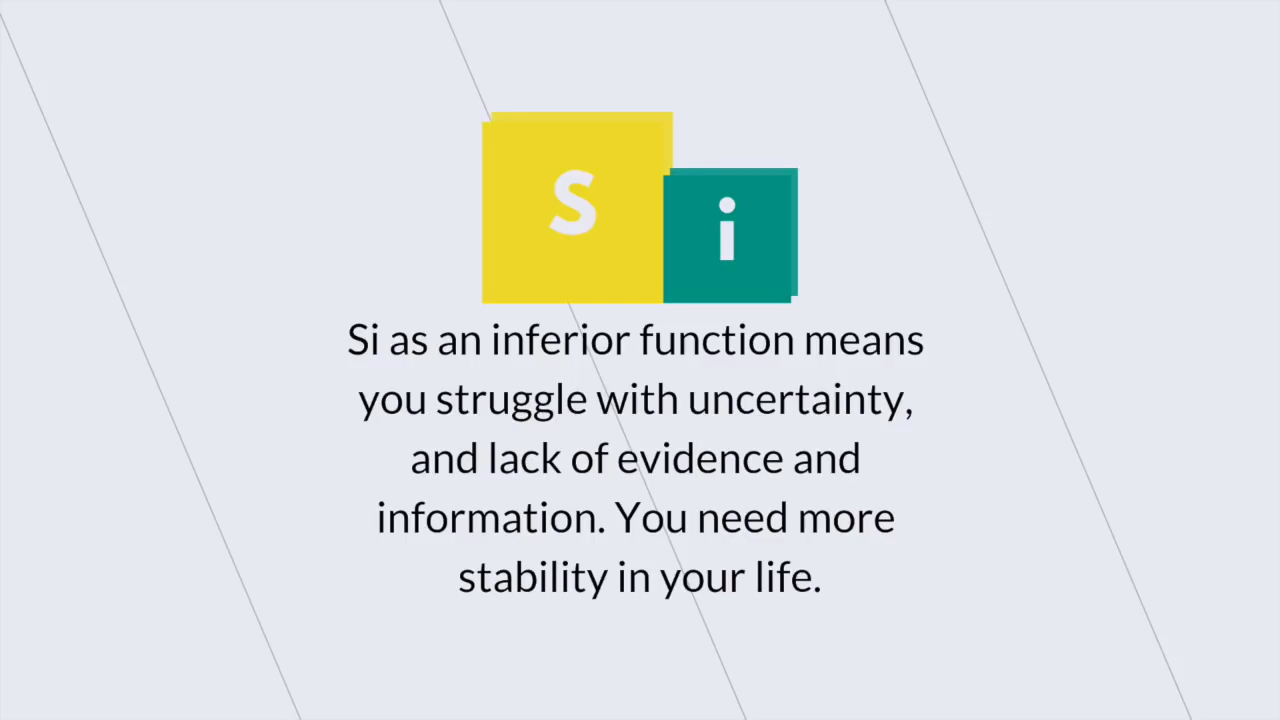 Si
Si as an inferior function means
you struggle with uncertainty,
and lack of evidence and
information. You need more
stability in your life.